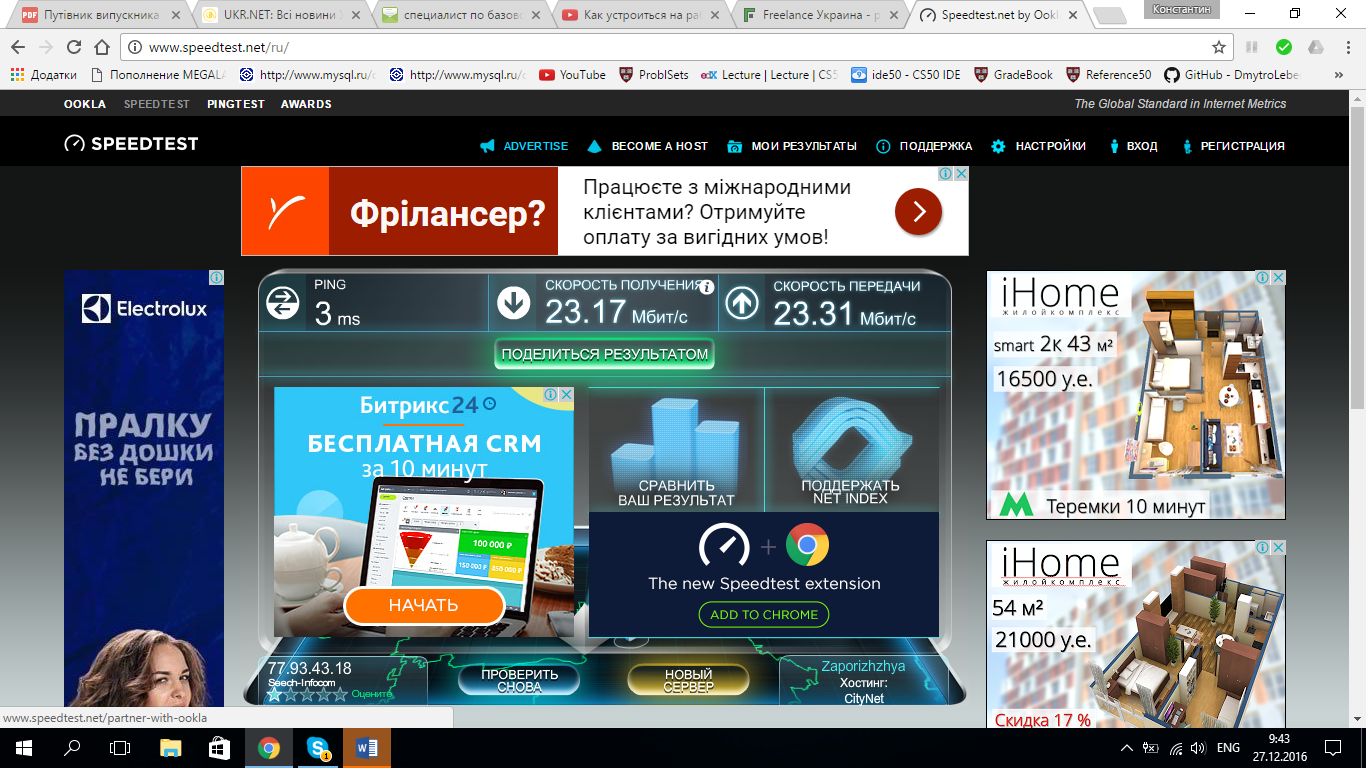 Путівник випускника
UKR.NET: Всі новини
специалист по базово
Как устроиться на ра
Freelance Украина - р
Speedtest.net by Ookl
Константин
www.speedtest.net/ru/
Додатки
Пополнение MEGAL
http://www.mysql.ru/
http://www.mysql.ru/
YouTube
ProblSets
Lecture | Lecture | CS5
ide50 - CS50 IDE
GradeBook
Reference50
GitHub - DmytroLebe
OOKLA SPEEDTEST PINGTEST AWARDS
The Global Standard in Internet Metrics
SPEEDTEST
ADVERTISE BECOME A HOST МОИ РЕЗУЛЬТАТЫ ПОДДЕРЖКА НАСТРОЙКИ ВХОД РЕГИСТРАЦИЯ
Фрілансер?
Працюєте з міжнародними
клієнтами? Отримуйте
оплату за вигідних умов!
Electrolux
ПРАЛКУ
БЕЗ ДОШКИ
НЕ БЕРИ
PING
3 ms
СКОРОСТЬ ПОЛУЧЕНИЯ
23.17 Мбит/с
СКОРОСТЬ ПЕРЕДАЧИ
23.31 Мбит/с
ПОДЕЛИТЬСЯ РЕЗУЛЬТАТОМ
Битрикс24
БЕСПЛАТНАЯ CRM
за 10 минут
100 000 ₽
НАЧАТЬ
СРАВНИТЬ
ВАШ РЕЗУЛЬТАТ
ПОДДЕРЖАТЬ
NET INDEX
The new Speedtest extension
ADD TO CHROME
77.93.43.18
Seech-Infocom
Оцените
ПРОВЕРИТЬ
СНОВА
НОВЫЙ
СЕРВЕР
Zaporizhzhya
Хостинг:
CityNet
iHome
жилойкомплекс
smart 2к 43 м²
16500 у.е.
Теремки 10 минут
iHome
жилойкомплекс
54 м²
21000 у.е.
Скидка 17 %
www.speedtest.net/partner-with-ookla
1
ENG
9:43
27.12.2016